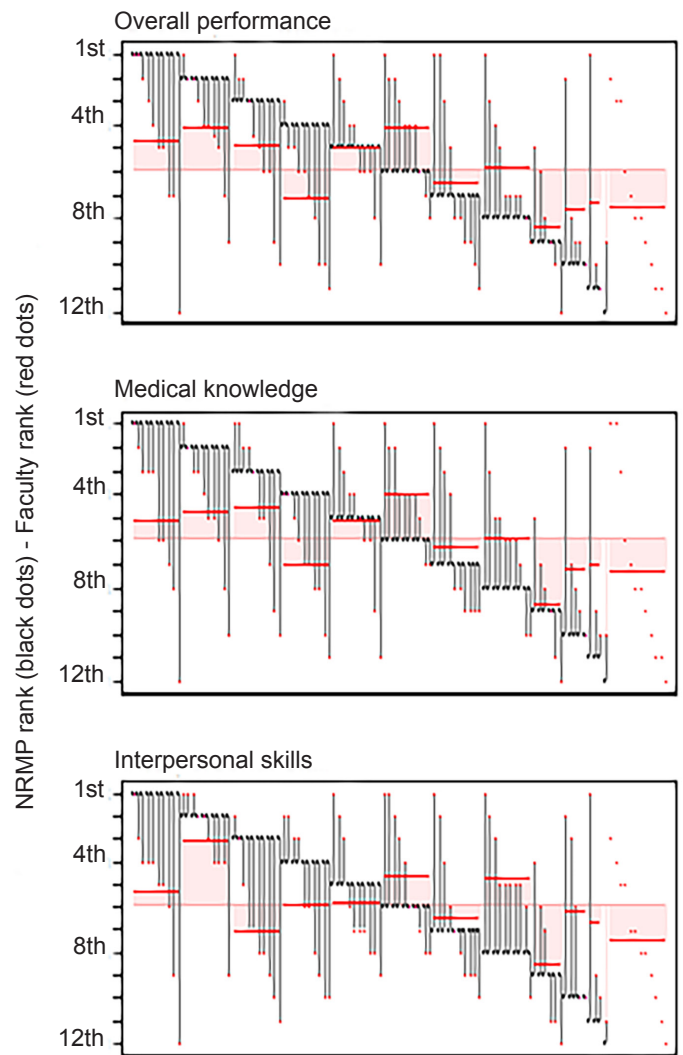 Overall performance
1st
4th
8th
12th
Medical knowledge
1st
4th
8th
12th
Interpersonal skills
1st
4th
8th
12th
NRMP rank (black dots) - Faculty rank (red dots)